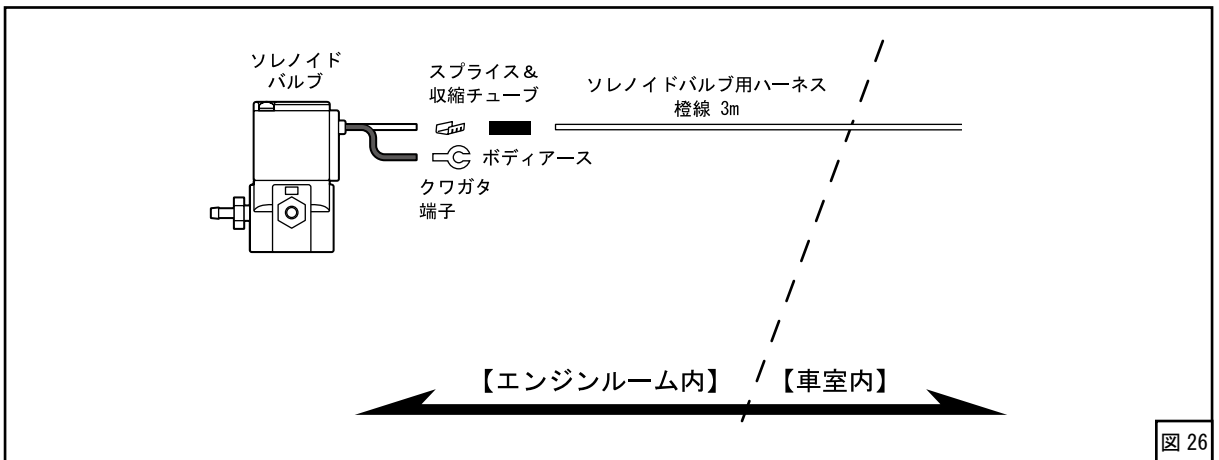 ソレノイド
バルブ
スプライス&
収縮チューブ
ソレノイドバルブ用ハーネス
橙線 3m
ボディアース
クワガタ
端子
【エンジンルーム内】
【車室内】
図 26